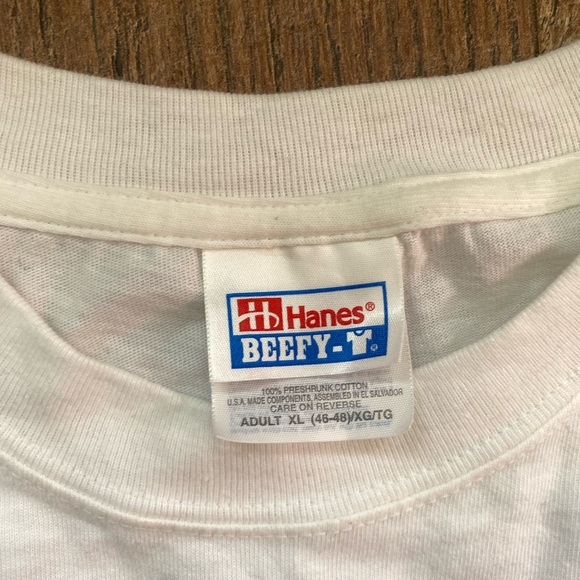 Hanes®
BEEFY-T®
100% PRESHRUNK COTTON
U.S.A. MADE COMPONENTS, ASSEMBLED IN EL SALVADOR
CARE ON REVERSE
ADULT XL (46-48)/XG/TG